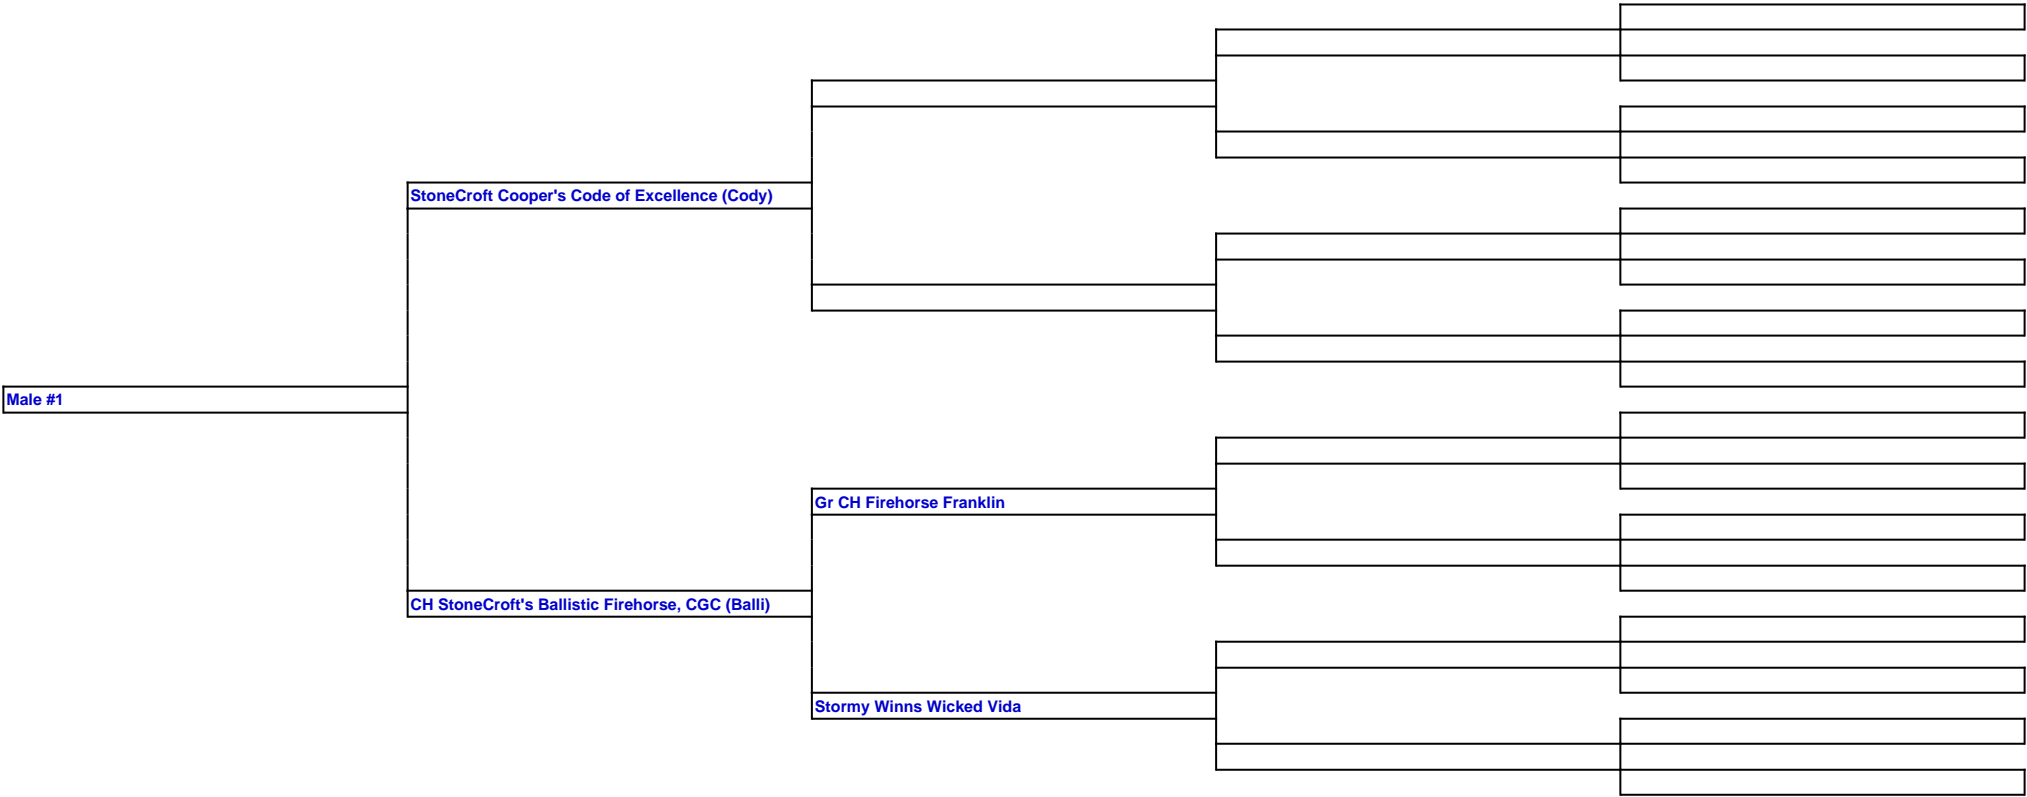 StoneCroft Cooper's Code of Excellence (Cody)
Male #1
Gr CH Firehorse Franklin
CH StoneCroft's Ballistic Firehorse, CGC (Balli)
Stormy Winns Wicked Vida